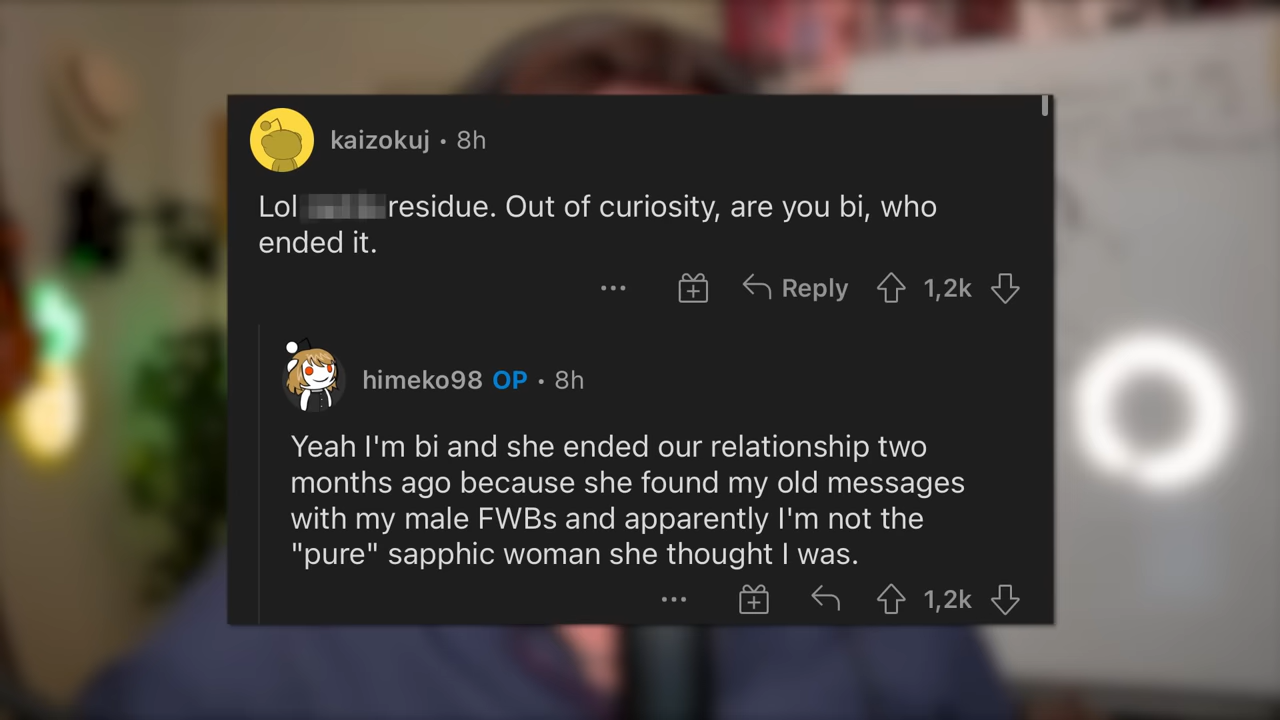 kaizokuj • 8h
Lol residue. Out of curiosity, are you bi, who
ended it.
Reply 1,2k
himeko98 OP • 8h
Yeah I'm bi and she ended our relationship two
months ago because she found my old messages
with my male FWBs and apparently I'm not the
"pure" sapphic woman she thought I was.
1,2k